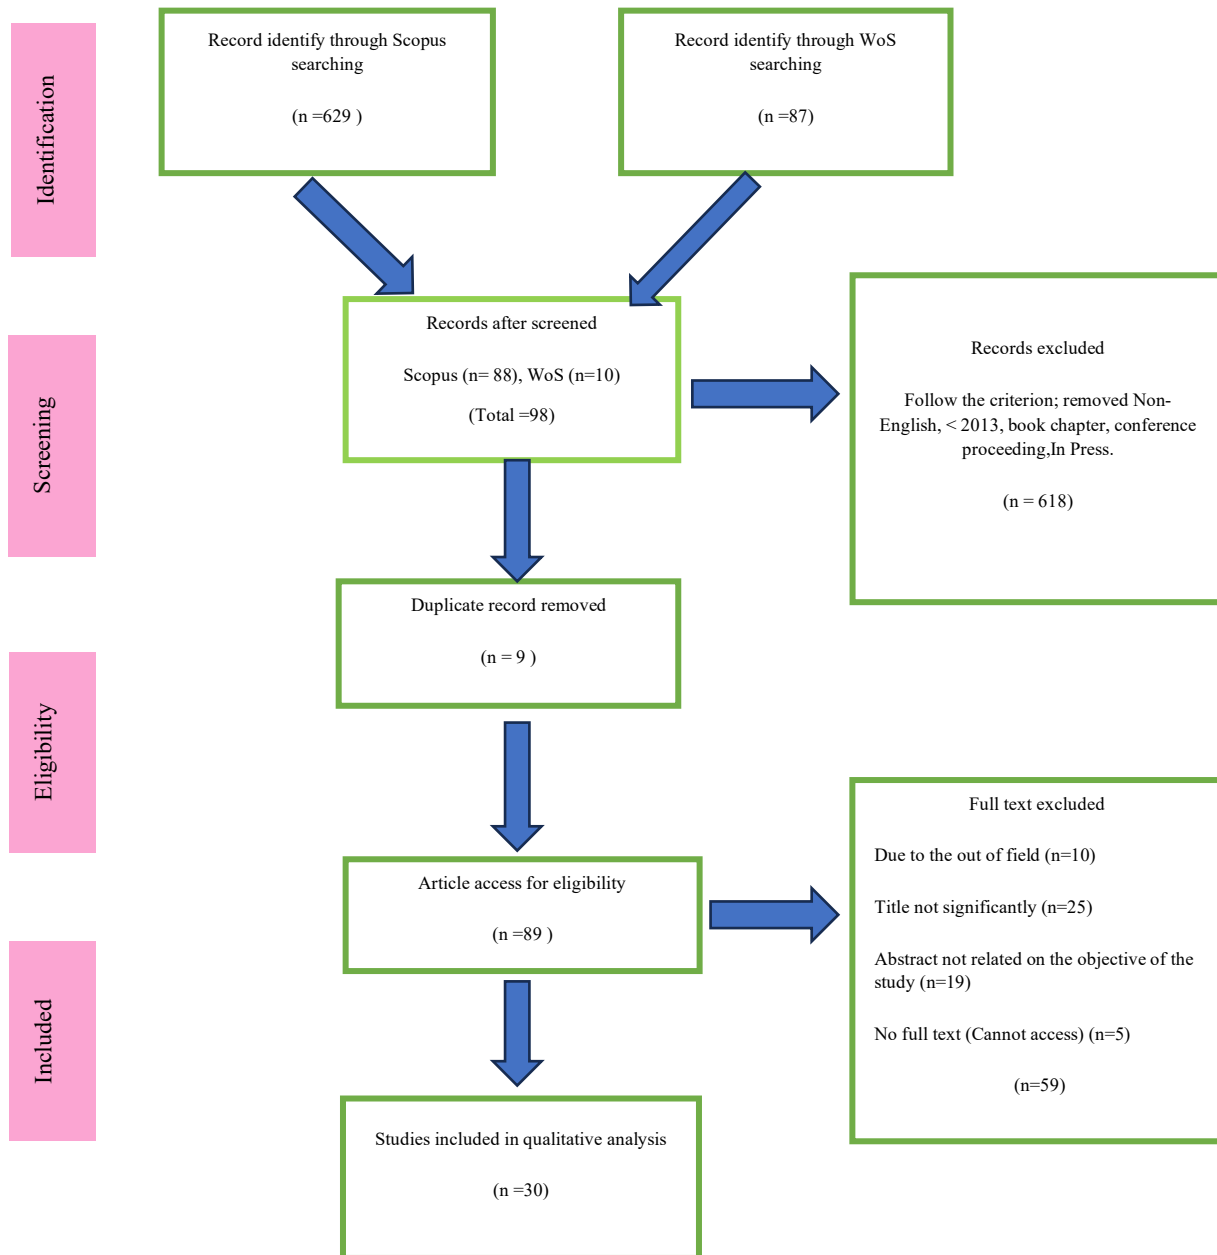 Identification
Record identify through Scopus
searching
(n =629 )
Record identify through WoS
searching
(n =87)
Screening
Records after screened
Scopus (n= 88), WoS (n=10)
(Total =98)
Records excluded
Follow the criterion; removed Non-
English, < 2013, book chapter, conference
proceeding,In Press.
(n = 618)
Duplicate record removed
(n = 9 )
Eligibility
Article access for eligibility
(n =89 )
Full text excluded
Due to the out of field (n=10)
Title not significantly (n=25)
Abstract not related on the objective of the
study (n=19)
No full text (Cannot access) (n=5)
(n=59)
Included
Studies included in qualitative analysis
(n =30)